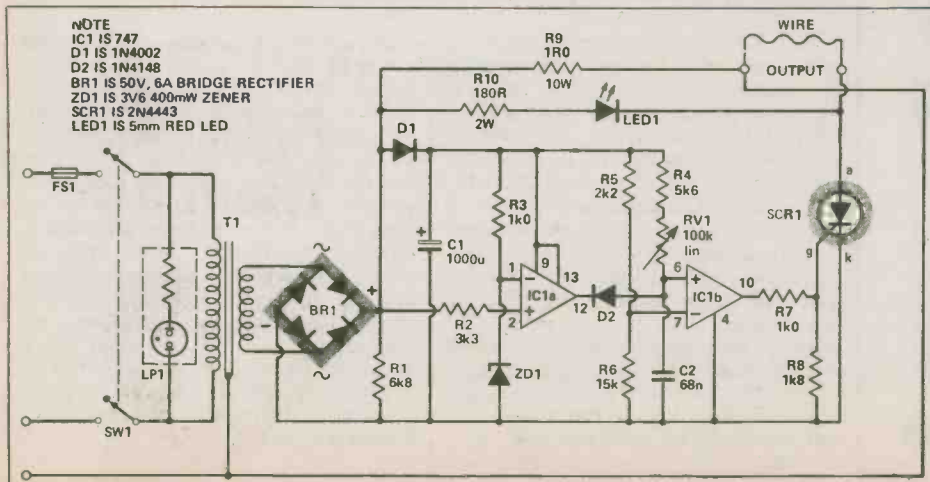 NOTE
IC1 IS 747
D1 IS 1N4002
D2 IS 1N4148
BR1 IS 50V, 6A BRIDGE RECTIFIER
ZD1 IS 3V6 400mW ZENER
SCR1 IS 2N4443
LED1 IS 5mm RED LED
FS1
SW1
LP1
T1
~
BR1
~
+
-
R1
6k8
D1
C1
1000u
+
R2
3k3
R3
1k0
ZD1
1
2
9
13
12
IC1a
-
+
D2
R10
180R
2W
R9
1R0
10W
LED1
WIRE
OUTPUT
R5
2k2
R4
5k6
RV1
100k
lin
R6
15k
C2
68n
6
7
+
-
IC1b
4
10
R7
1k0
R8
1k8
SCR1
a
g
k